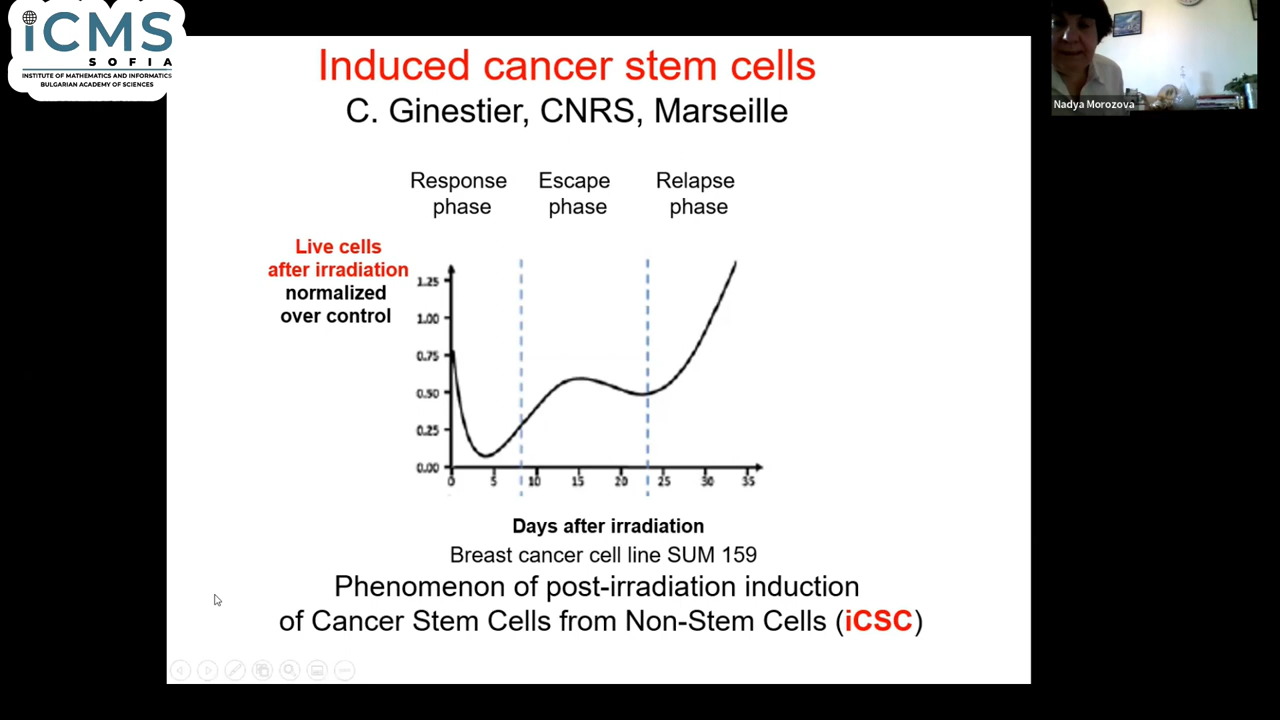 iCMS
SOFIA
INSTITUTE OF MATHEMATICS AND INFORMATICS
BULGARIAN ACADEMY OF SCIENCES
Nadya Morozova
Induced cancer stem cells
C. Ginestier, CNRS, Marseille
Response phase
Escape phase
Relapse phase
Live cells
after irradiation
normalized
over control
1.25
1.00
0.75
0.50
0.25
0.00
0 5 10 15 20 25 30 35
Days after irradiation
Breast cancer cell line SUM 159
Phenomenon of post-irradiation induction
of Cancer Stem Cells from Non-Stem Cells (iCSC)